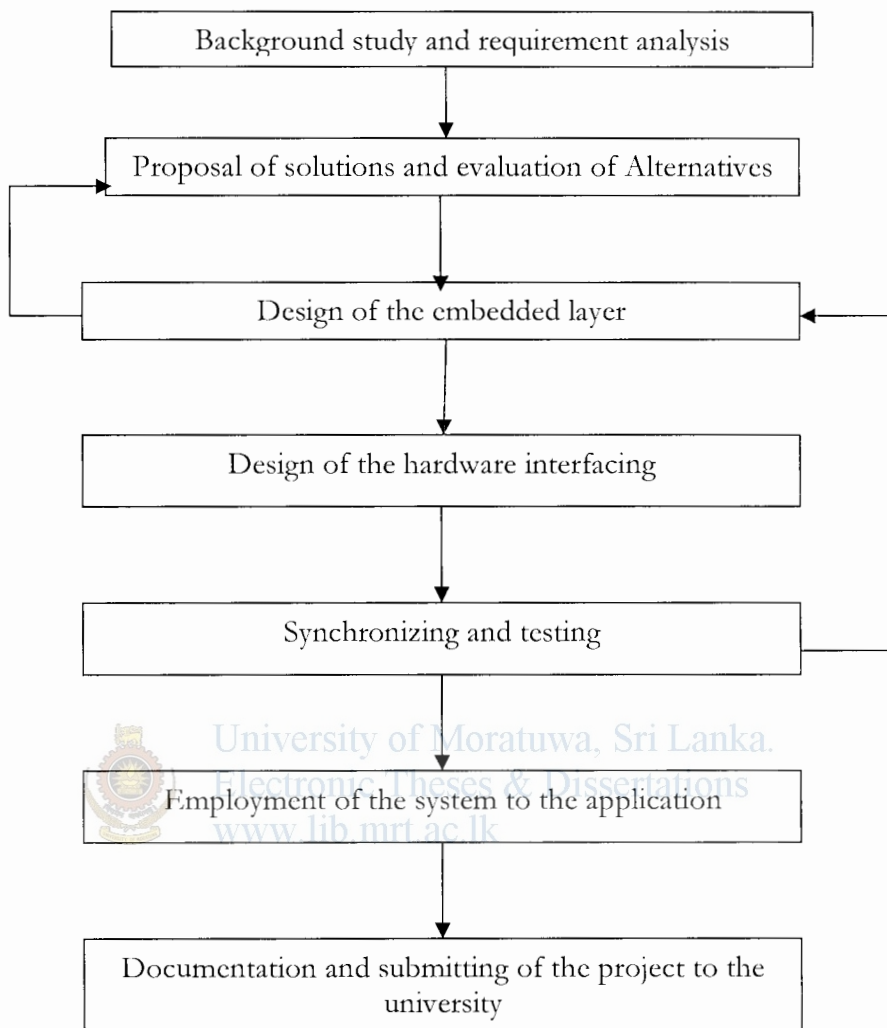 Background study and requirement analysis
Proposal of solutions and evaluation of Alternatives
Design of the embedded layer
Design of the hardware interfacing
Synchronizing and testing
University of Moratuwa, Sri Lanka.
Electronic Theses & Dissertations
Employment of the system to the application
www.lib.mrt.ac.lk
Documentation and submitting of the project to the
university